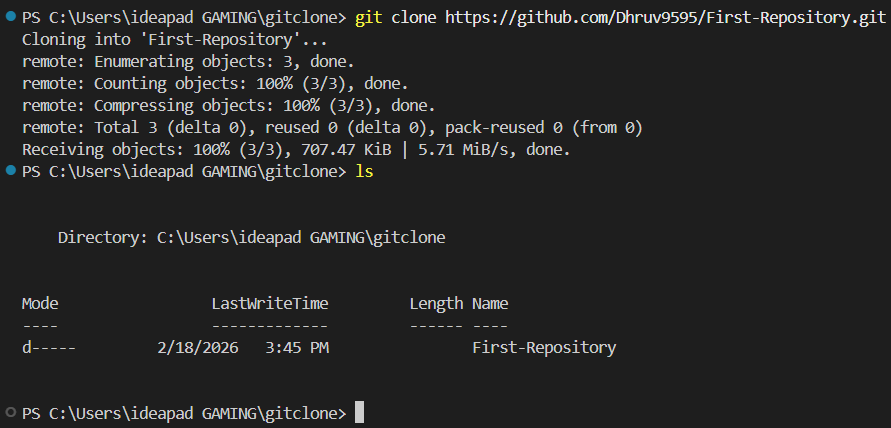 PS C:\Users\ideapad GAMING\gitclone> git clone https://github.com/Dhruv9595/First-Repository.git
Cloning into 'First-Repository'...
remote: Enumerating objects: 3, done.
remote: Counting objects: 100% (3/3), done.
remote: Compressing objects: 100% (3/3), done.
remote: Total 3 (delta 0), reused 0 (delta 0), pack-reused 0 (from 0)
Receiving objects: 100% (3/3), 707.47 KiB | 5.71 MiB/s, done.
PS C:\Users\ideapad GAMING\gitclone> ls
Directory: C:\Users\ideapad GAMING\gitclone
Mode                 LastWriteTime         Length Name
----                 -------------         ------ ----
d-----         2/18/2026   3:45 PM                First-Repository
PS C:\Users\ideapad GAMING\gitclone>